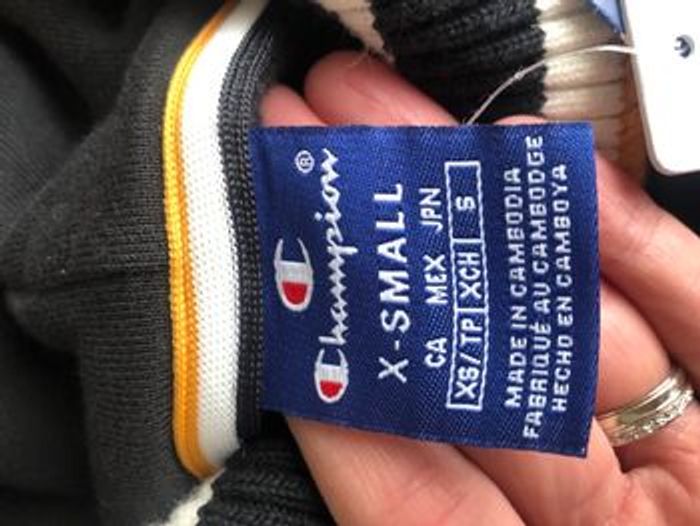 Champion®
X-SMALL
CA MEX JPN
XS/TP XCH S
MADE IN CAMBODIA
FABRIQUÉ AU CAMBODGE
HECHO EN CAMBOYA